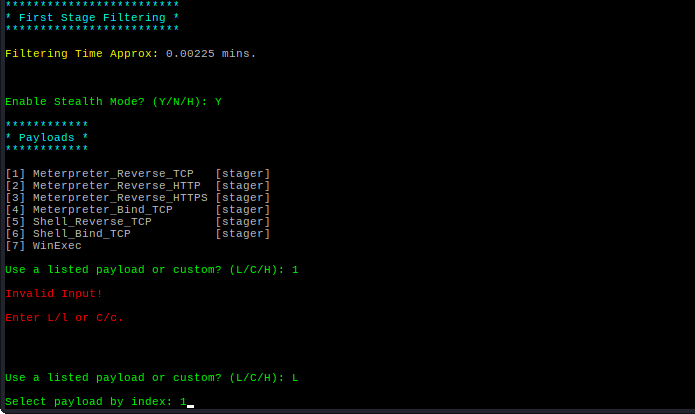 **************************
* First Stage Filtering *
**************************
Filtering Time Approx: 0.00225 mins.
Enable Stealth Mode? (Y/N/H): Y
************
* Payloads *
************
[1] Meterpreter_Reverse_TCP   [stager]
[2] Meterpreter_Reverse_HTTP  [stager]
[3] Meterpreter_Reverse_HTTPS [stager]
[4] Meterpreter_Bind_TCP      [stager]
[5] Shell_Reverse_TCP         [stager]
[6] Shell_Bind_TCP            [stager]
[7] WinExec
Use a listed payload or custom? (L/C/H): 1
Invalid Input!
Enter L/l or C/c.
Use a listed payload or custom? (L/C/H): L
Select payload by index: 1